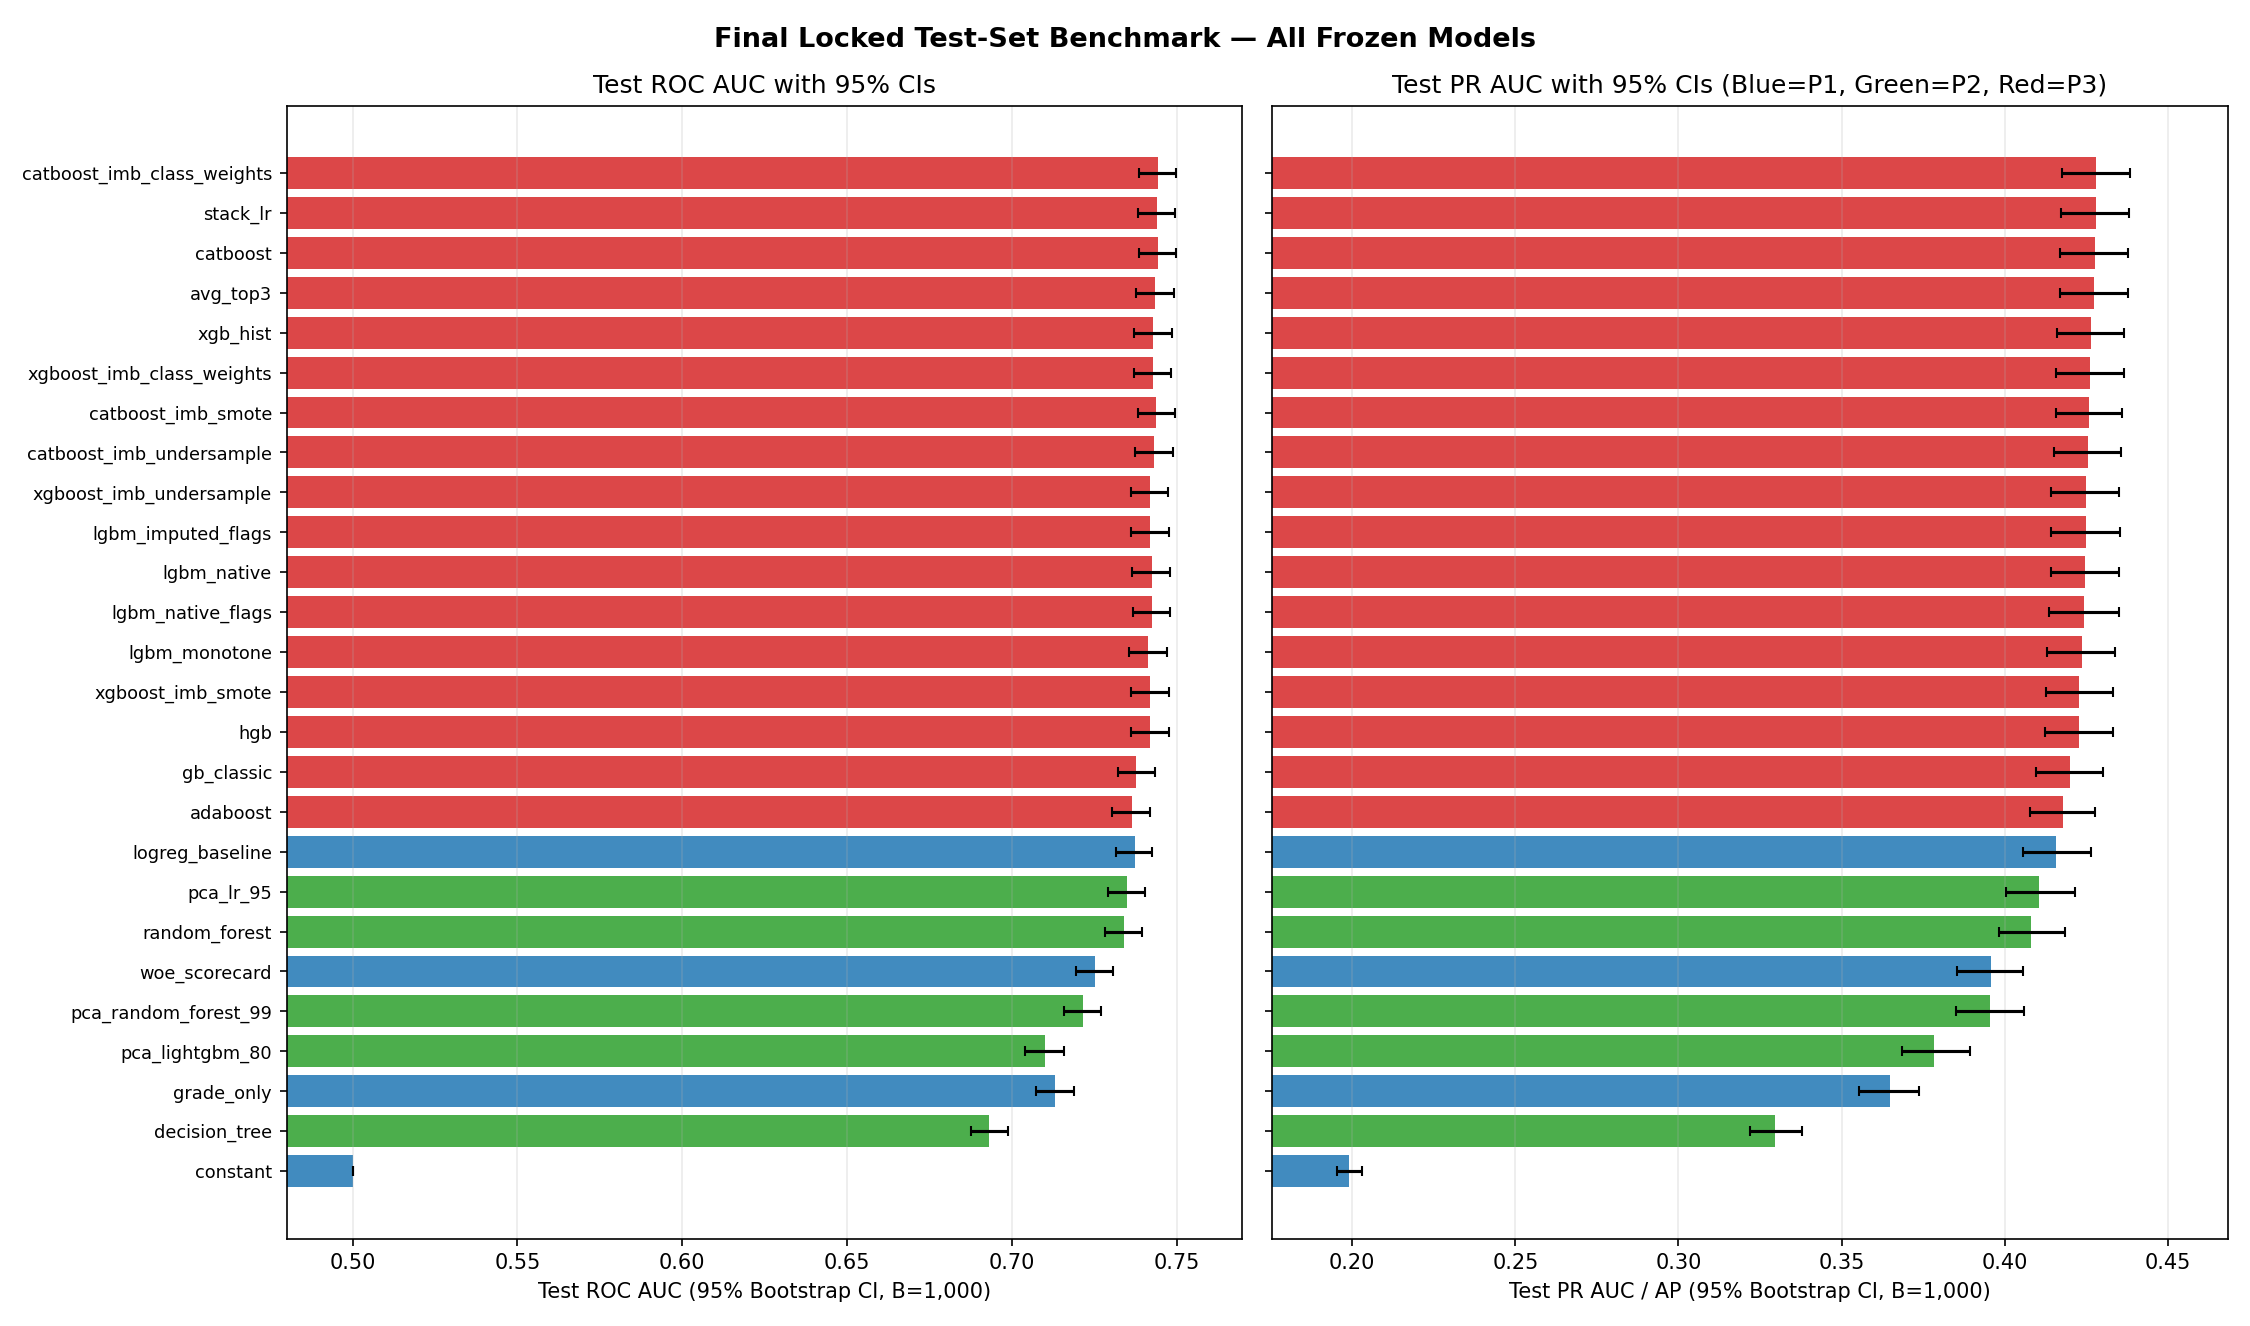 Final Locked Test-Set Benchmark — All Frozen Models
Test ROC AUC with 95% CIs
catboost_imb_class_weights
stack_lr
catboost
avg_top3
xgb_hist
xgboost_imb_class_weights
catboost_imb_smote
catboost_imb_undersample
xgboost_imb_undersample
lgbm_imputed_flags
lgbm_native
lgbm_native_flags
lgbm_monotone
xgboost_imb_smote
hgb
gb_classic
adaboost
logreg_baseline
pca_lr_95
random_forest
woe_scorecard
pca_random_forest_99
pca_lightgbm_80
grade_only
decision_tree
constant
0.50 0.55 0.60 0.65 0.70 0.75
Test ROC AUC (95% Bootstrap CI, B=1,000)
Test PR AUC with 95% CIs (Blue=P1, Green=P2, Red=P3)
0.20 0.25 0.30 0.35 0.40 0.45
Test PR AUC / AP (95% Bootstrap CI, B=1,000)